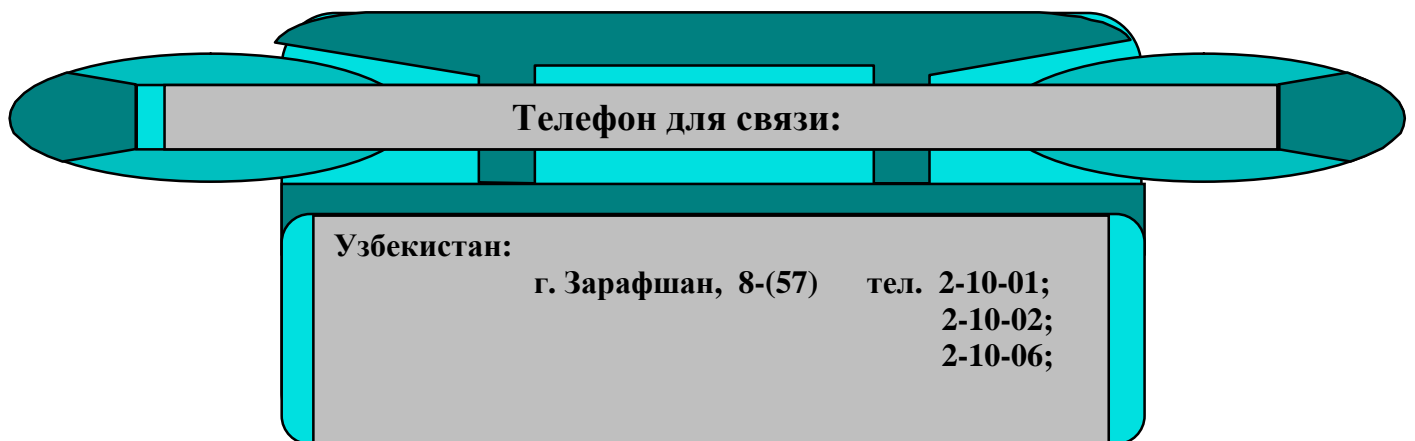 Телефон для связи:
Узбекистан:
г. Зарафшан, 8-(57) тел. 2-10-01;
2-10-02;
2-10-06;